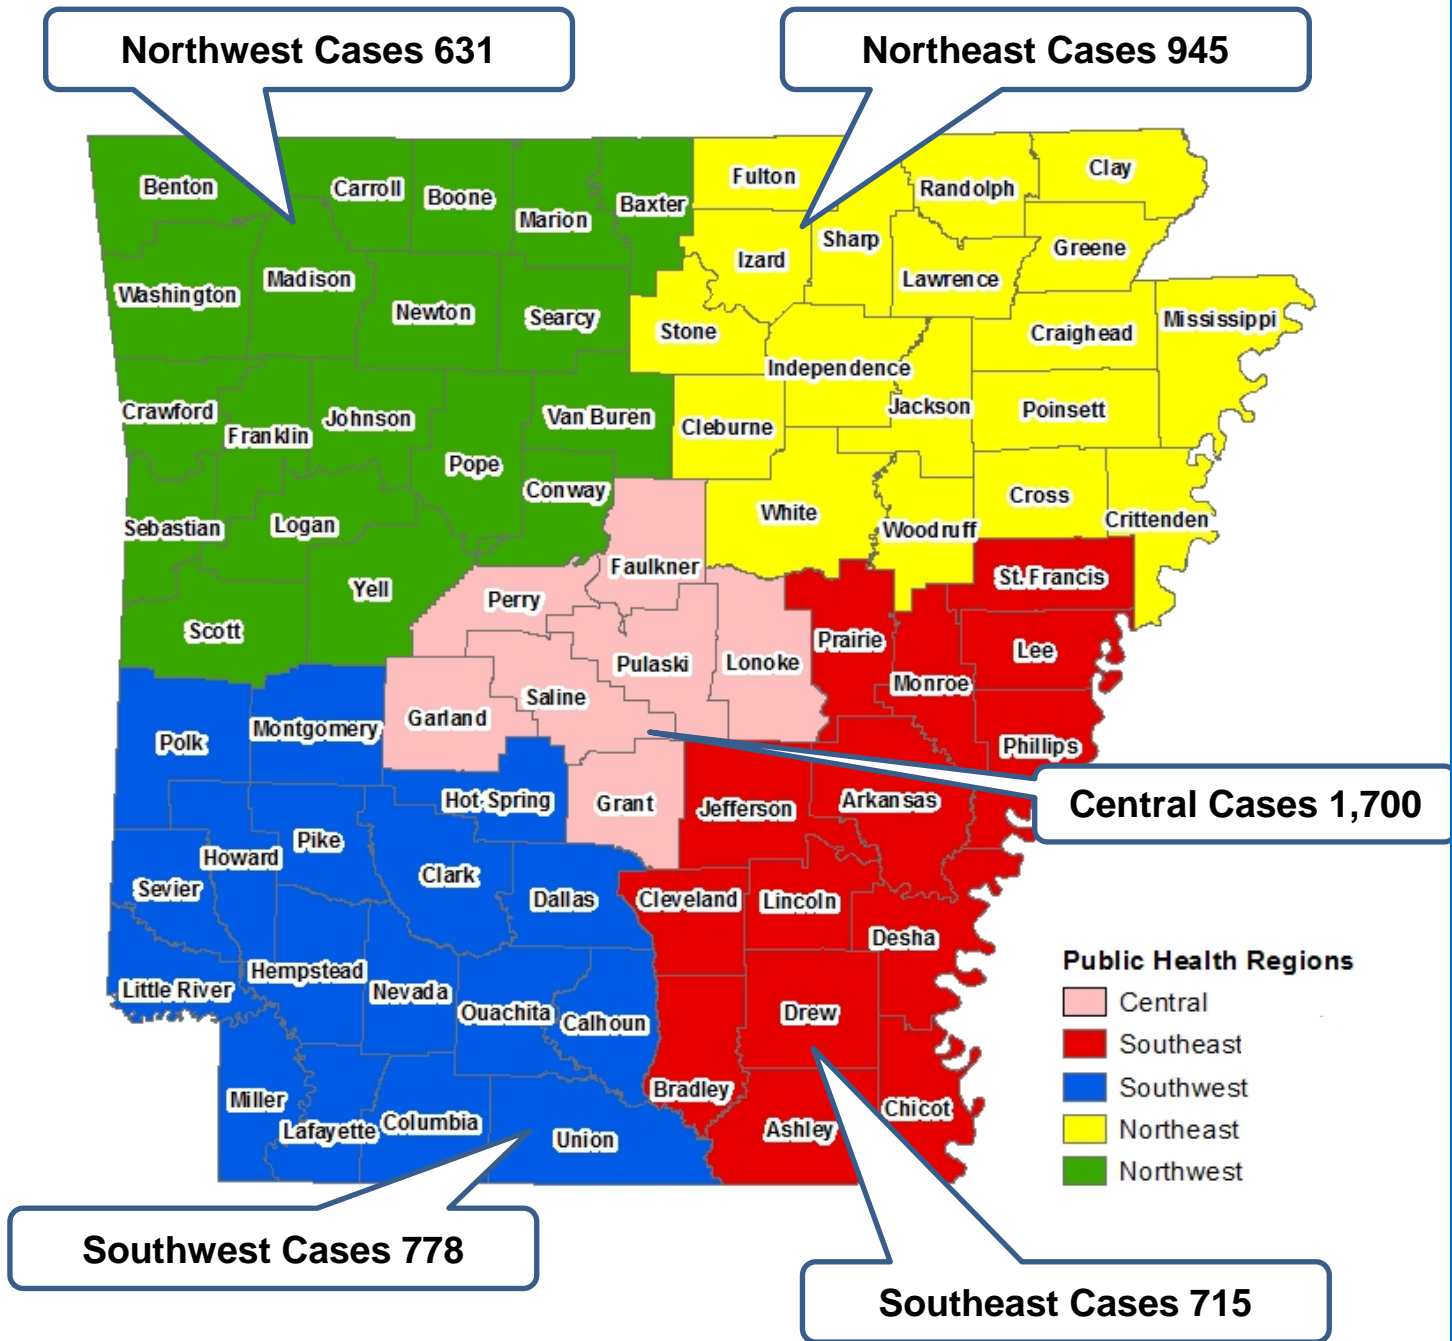 Northwest Cases 631
Northeast Cases 945
Benton
Carroll
Boone
Marion
Baxter
Fulton
Randolph
Clay
Washington
Madison
Newton
Searcy
Izard
Sharp
Lawrence
Greene
Stone
Independence
Craighead
Mississippi
Crawford
Franklin
Johnson
Pope
Van Buren
Cleburne
Jackson
Poinsett
Sebastian
Logan
Conway
White
Woodruff
Cross
Crittenden
Scott
Yell
Perry
Faulkner
St. Francis
Pulaski
Lonoke
Prairie
Lee
Monroe
Saline
Garland
Polk
Montgomery
Phillips
Hot Spring
Grant
Jefferson
Arkansas
Central Cases 1,700
Howard
Pike
Sevier
Clark
Dallas
Cleveland
Lincoln
Desha
Little River
Hempstead
Nevada
Ouachita
Calhoun
Drew
Miller
Lafayette
Columbia
Union
Bradley
Ashley
Chicot
Public Health Regions
Central
Southeast
Southwest
Northeast
Northwest
Southwest Cases 778
Southeast Cases 715